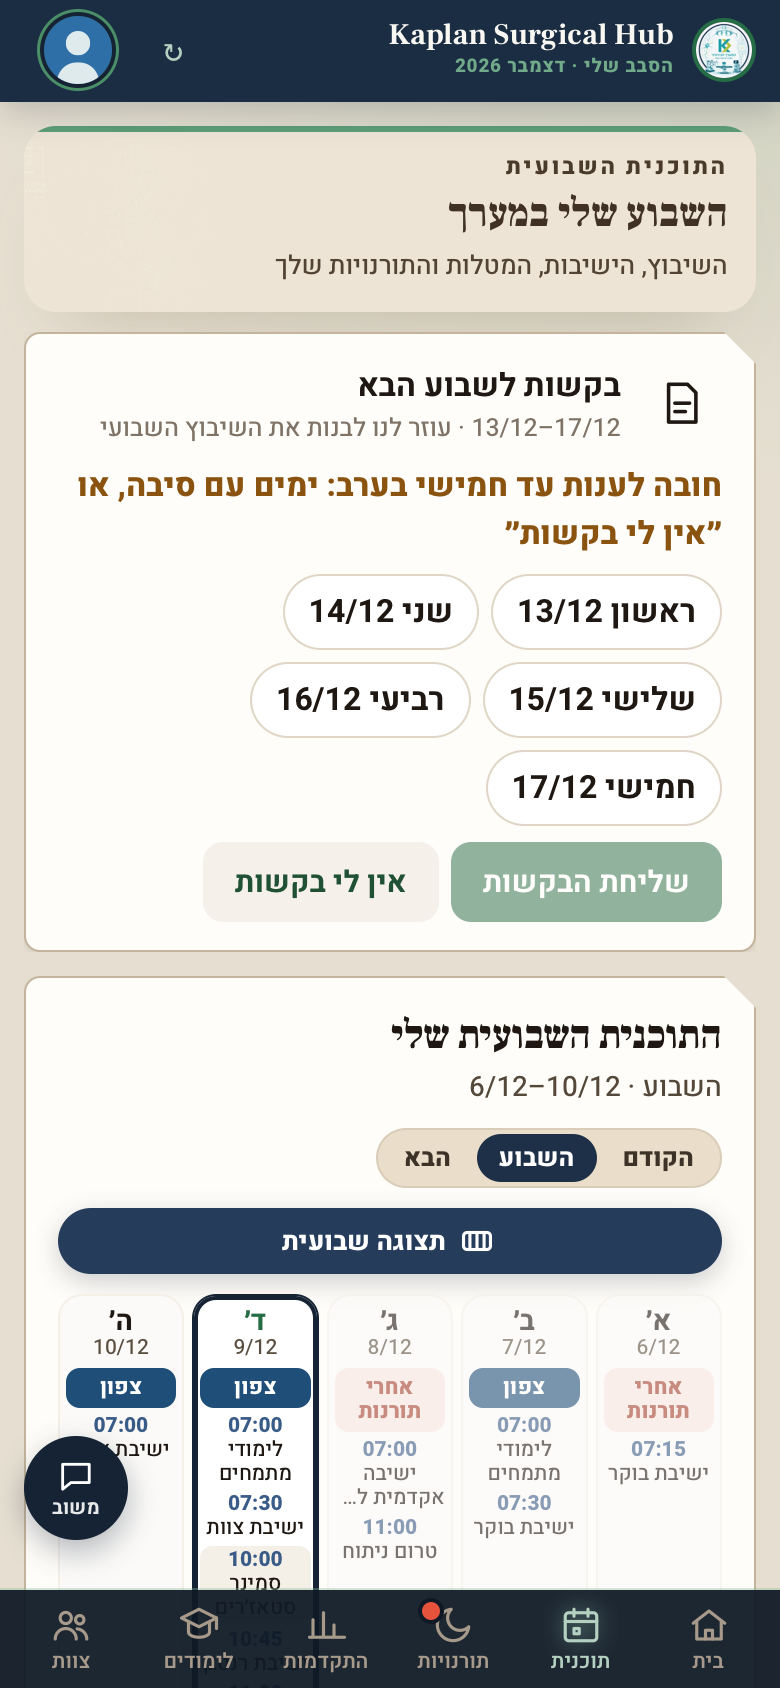 Kaplan Surgical Hub
הסבב שלי · דצמבר 2026
↻
התוכנית השבועית
השבוע שלי במערך
השיבוץ, הישיבות, המטלות והתורנויות שלך
בקשות לשבוע הבא
13/12–17/12 · עוזר לנו לבנות את השיבוץ השבועי
חובה לענות עד חמישי בערב: ימים עם סיבה, או
״אין לי בקשות״
ראשון 13/12
שני 14/12
שלישי 15/12
רביעי 16/12
חמישי 17/12
שליחת הבקשות
אין לי בקשות
התוכנית השבועית שלי
השבוע · 6/12–10/12
הקודם
השבוע
הבא
תצוגה שבועית
א׳
6/12
אחרי
תורנות
07:15
ישיבת בוקר
ב׳
7/12
צפון
07:00
לימודי
מתמחים
07:30
ישיבת בוקר
ג׳
8/12
אחרי
תורנות
07:00
ישיבה
אקדמית ל...
11:00
טרום ניתוח
ד׳
9/12
צפון
07:00
לימודי
מתמחים
07:30
ישיבת צוות
10:00
סמינר
סטאז'רים
10:45
ה׳
10/12
צפון
07:00
ישיבת
משוב
בית
תוכנית
תורנויות
התקדמות
לימודים
צוות